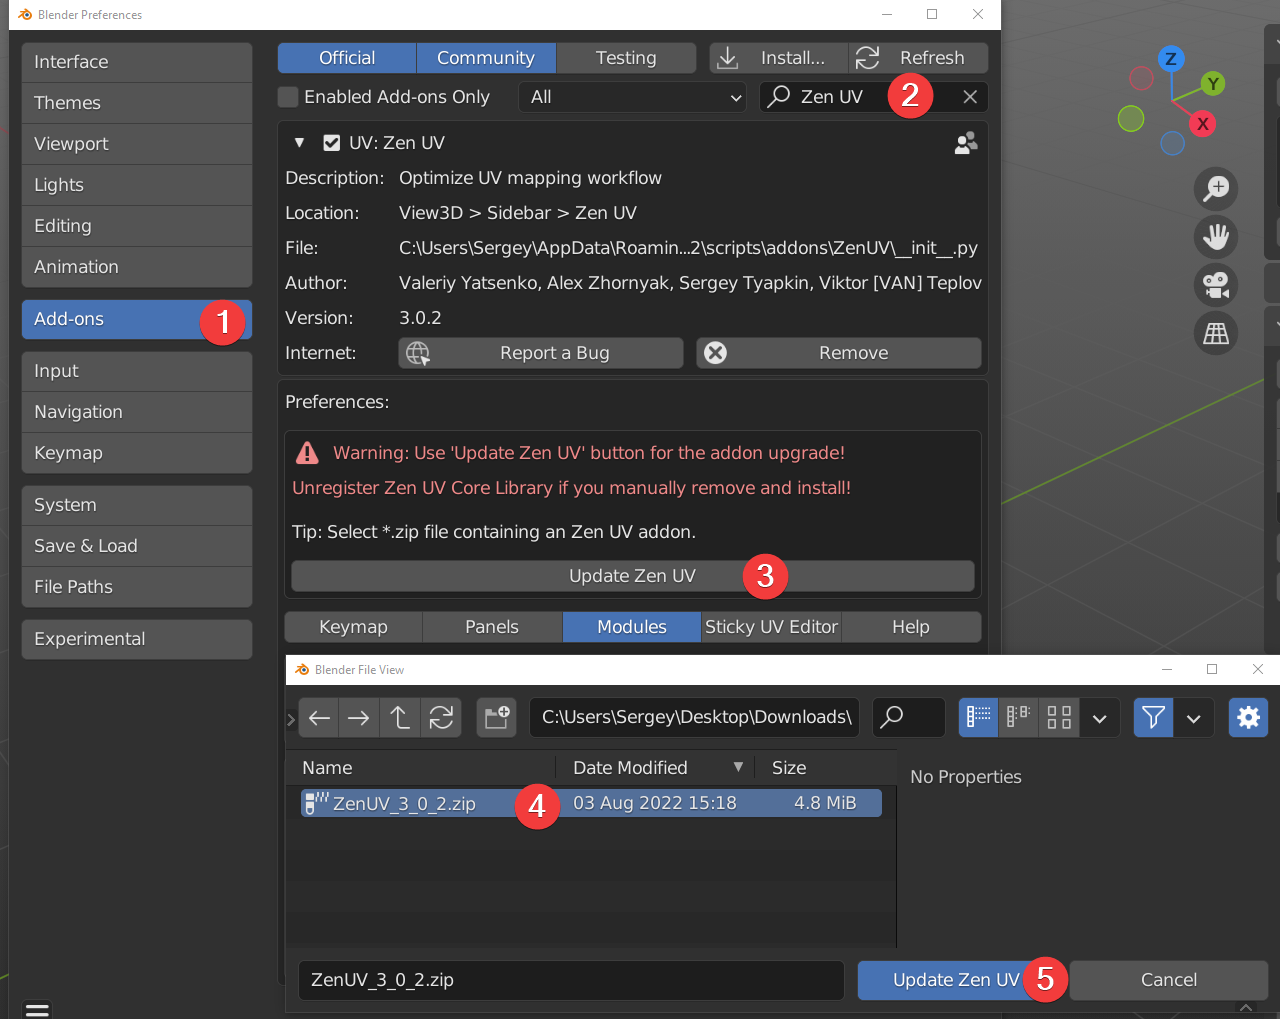 Blender Preferences
Interface
Themes
Viewport
Lights
Editing
Animation
Add-ons 1
Input
Navigation
Keymap
System
Save & Load
File Paths
Experimental
Official Community Testing Install... Refresh
Enabled Add-ons Only All Zen UV 2
UV: Zen UV
Description: Optimize UV mapping workflow
Location: View3D > Sidebar > Zen UV
File: C:\Users\Sergey\AppData\Roamin...2\scripts\addons\ZenUV\__init__.py
Author: Valeriy Yatsenko, Alex Zhornyak, Sergey Tyapkin, Viktor [VAN] Teplov
Version: 3.0.2
Internet: Report a Bug Remove
Preferences:
Warning: Use 'Update Zen UV' button for the addon upgrade!
Unregister Zen UV Core Library if you manually remove and install!
Tip: Select *.zip file containing an Zen UV addon.
Update Zen UV 3
Keymap Panels Modules Sticky UV Editor Help
Z
Y
X
Blender File View
C:\Users\Sergey\Desktop\Downloads\
Name Date Modified Size
ZenUV_3_0_2.zip 4 03 Aug 2022 15:18 4.8 MiB
No Properties
ZenUV_3_0_2.zip Update Zen UV 5 Cancel